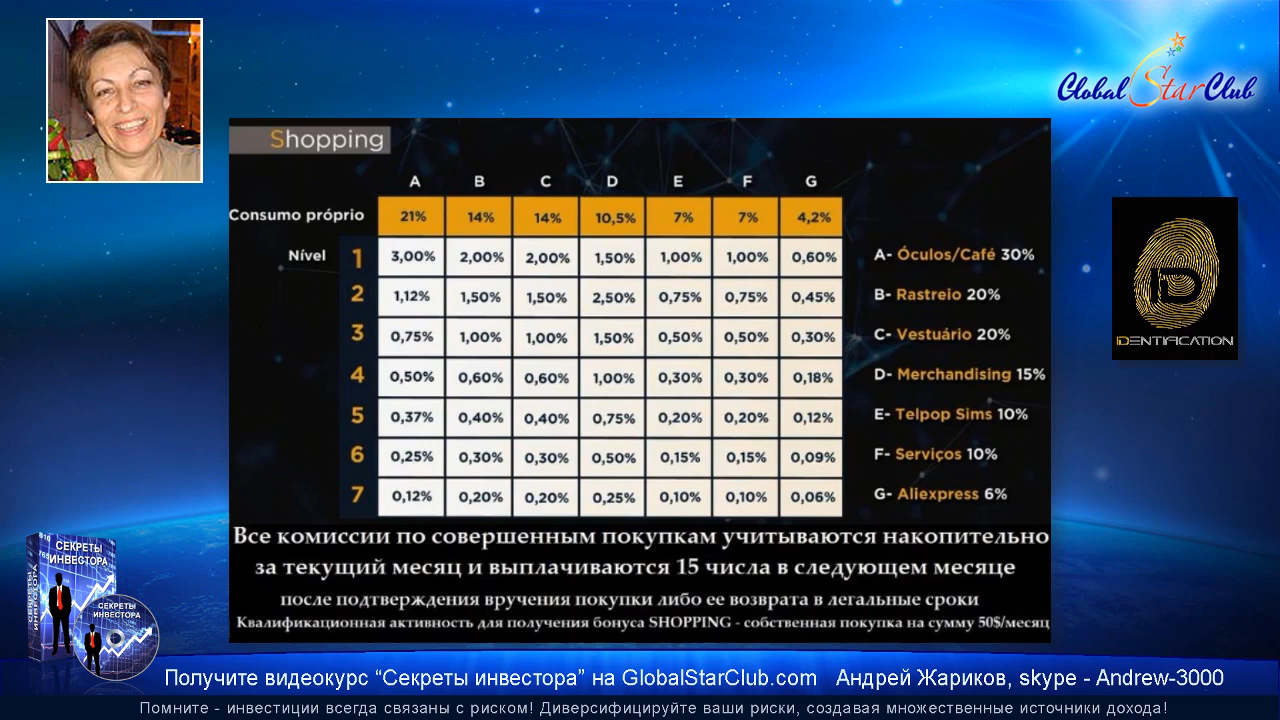 Global Star Club
Shopping
A B C D E F G
Consumo próprio 21% 14% 14% 10,5% 7% 7% 4,2%
Nível 1 3,00% 2,00% 2,00% 1,50% 1,00% 1,00% 0,60%
2 1,12% 1,50% 1,50% 2,50% 0,75% 0,75% 0,45%
3 0,75% 1,00% 1,00% 1,50% 0,50% 0,50% 0,30%
4 0,50% 0,60% 0,60% 1,00% 0,30% 0,30% 0,18%
5 0,37% 0,40% 0,40% 0,75% 0,20% 0,20% 0,12%
6 0,25% 0,30% 0,30% 0,50% 0,15% 0,15% 0,09%
7 0,12% 0,20% 0,20% 0,25% 0,10% 0,10% 0,06%
A- Óculos/Café 30%
B- Rastreio 20%
C- Vestuário 20%
D- Merchandising 15%
E- Telpop Sims 10%
F- Serviços 10%
G- Aliexpress 6%
ID
IDENTIFICATION
Все комиссии по совершенным покупкам учитываются накопительно
за текущий месяц и выплачиваются 15 числа в следующем месяце
после подтверждения вручения покупки либо ее возврата в легальные сроки
Квалификационная активность для получения бонуса SHOPPING - собственная покупка на сумму 50$/месяц
СЕКРЕТЫ
ИНВЕСТОРА
СЕКРЕТЫ ИНВЕСТОРА
СЕКРЕТЫ
ИНВЕСТОРА
Получите видеокурс “Секреты инвестора” на GlobalStarClub.com Андрей Жариков, skype - Andrew-3000
Помните - инвестиции всегда связаны с риском! Диверсифицируйте ваши риски, создавая множественные источники дохода!